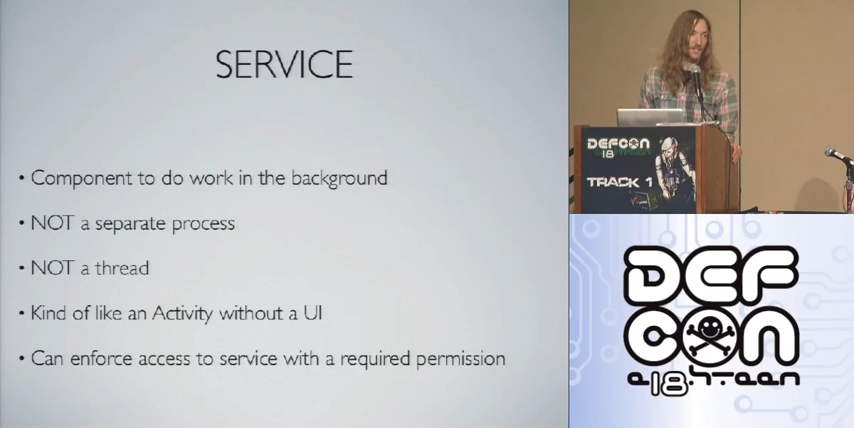 SERVICE
• Component to do work in the background
• NOT a separate process
• NOT a thread
• Kind of like an Activity without a UI
• Can enforce access to service with a required permission
DEFCON
18
TRACK 1
DEF
CON
18